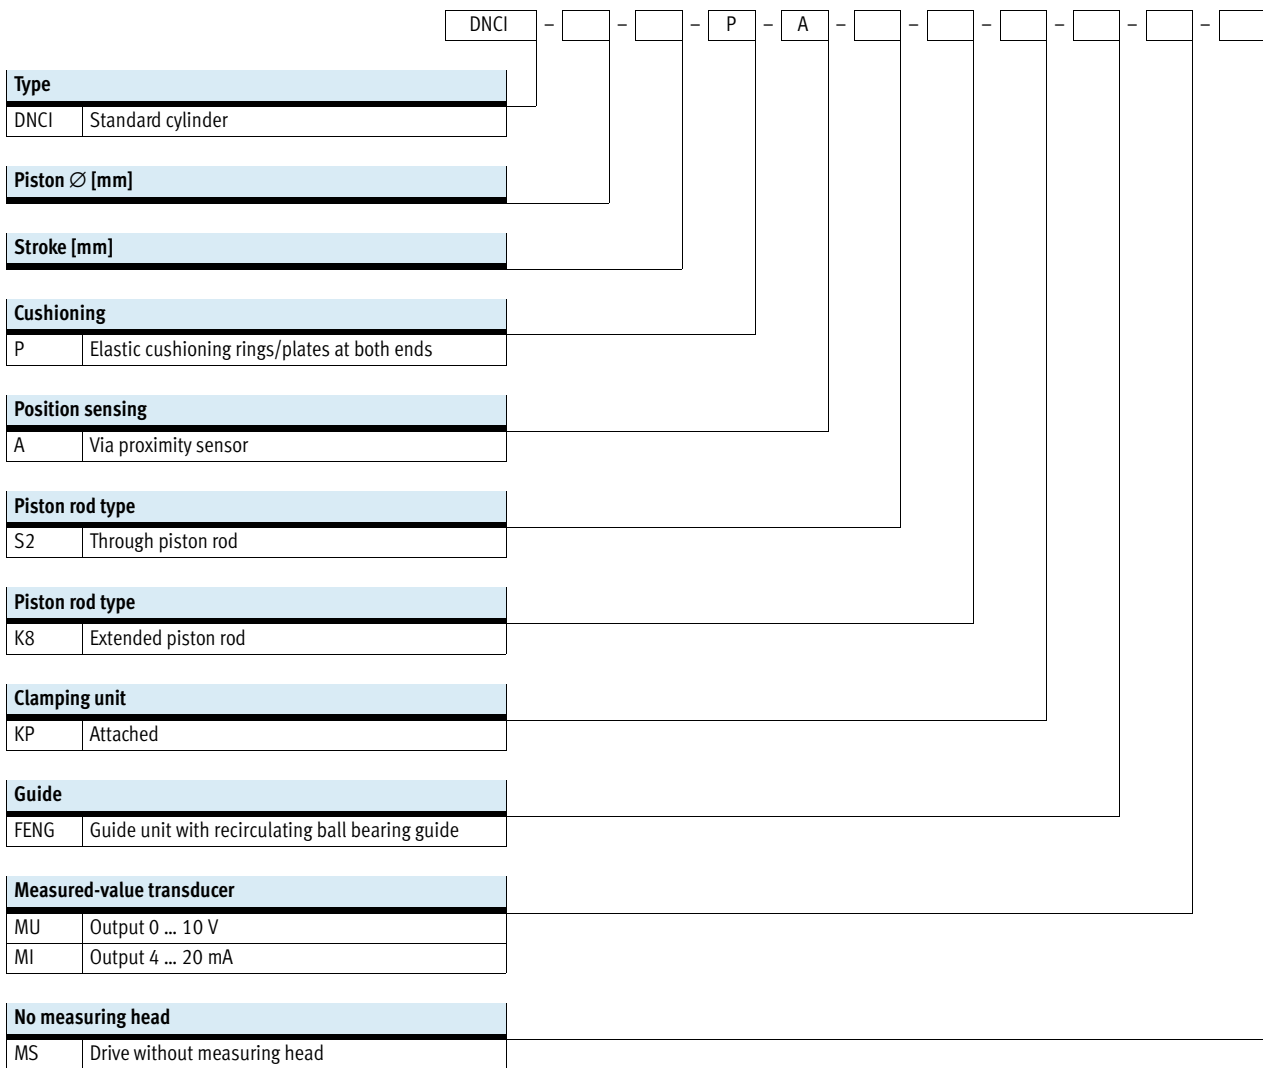 DNCI – – – P – A – – – – – –
Type
DNCI Standard cylinder
Piston ∅ [mm]
Stroke [mm]
Cushioning
P Elastic cushioning rings/plates at both ends
Position sensing
A Via proximity sensor
Piston rod type
S2 Through piston rod
Piston rod type
K8 Extended piston rod
Clamping unit
KP Attached
Guide
FENG Guide unit with recirculating ball bearing guide
Measured-value transducer
MU Output 0 ... 10 V
MI Output 4 ... 20 mA
No measuring head
MS Drive without measuring head